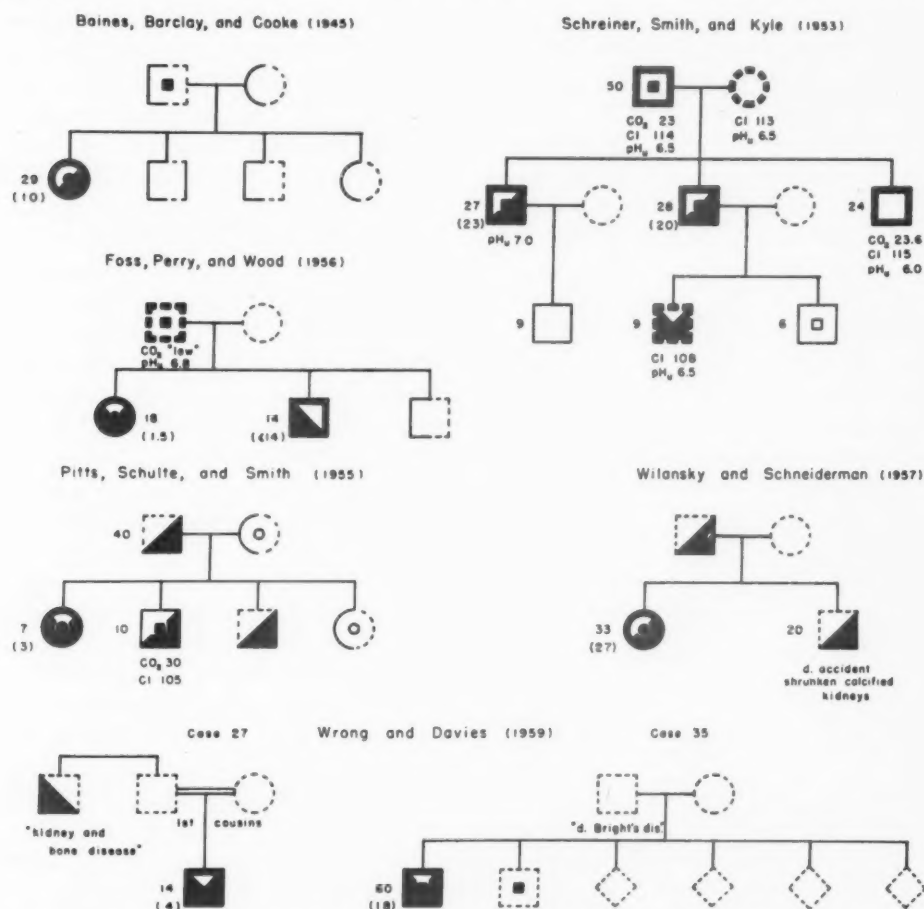 Baines, Barclay, and Cooke (1945)
29
(10)
Schreiner, Smith, and Kyle (1953)
50
CO₂ 23
Cl 114
pHu 6.5
Cl 113
pHu 6.5
27
(23)
pHu 7.0
28
(20)
24
CO₂ 23.6
Cl 115
pHu 6.0
9
9
Cl 108
pHu 6.5
6
Foss, Perry, and Wood (1956)
CO₂ "low"
pHu 6.8
18
(1.5)
14
(<14)
Pitts, Schulte, and Smith (1955)
40
7
(3)
10
CO₂ 30
Cl 105
Wilansky and Schneiderman (1957)
33
(27)
20
d. accident
shrunken calcified
kidneys
Wrong and Davies (1959)
Case 27
"kidney and
bone disease"
1st cousins
14
(4)
Case 35
"d. Bright's dis."
60
(18)